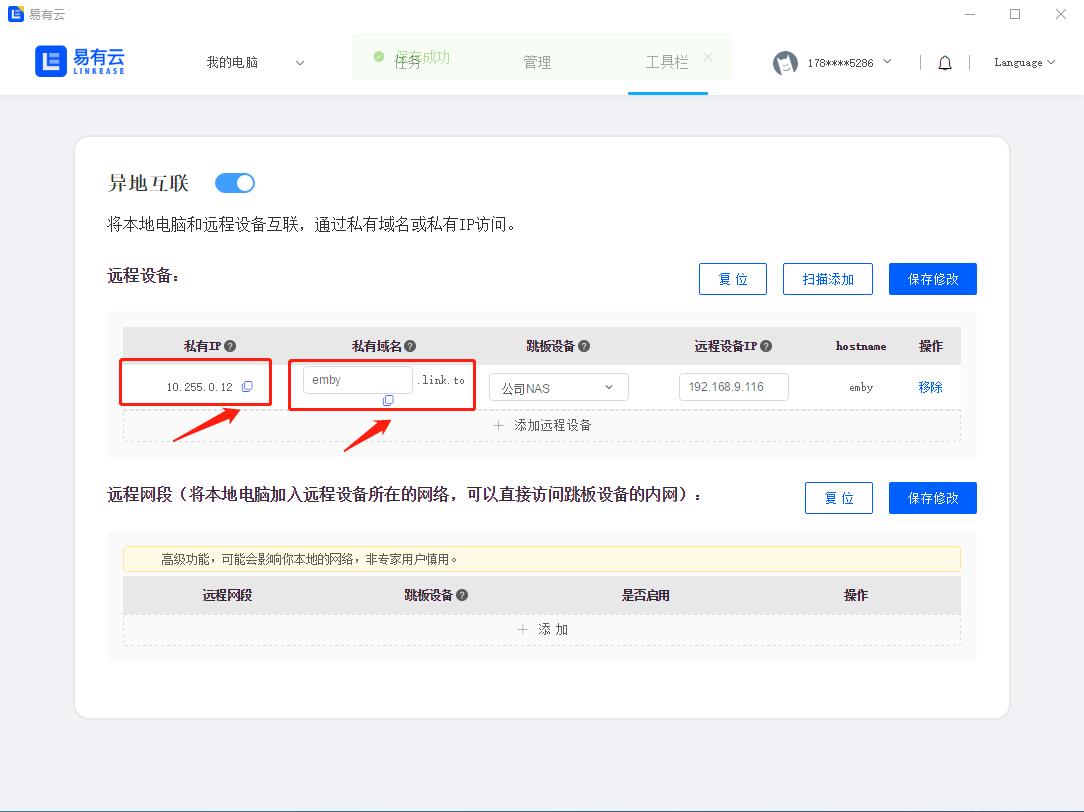 易有云
易有云
LINKEASE
我的电脑
保存成功
任务
管理
工具栏
178****5286
Language
异地互联
将本地电脑和远程设备互联，通过私有域名或私有IP访问。
远程设备：
复 位
扫描添加
保存修改
私有IP
私有域名
跳板设备
远程设备IP
hostname
操作
10.255.0.12
emby
.link.to
公司NAS
192.168.9.116
emby
移除
+ 添加远程设备
远程网段（将本地电脑加入远程设备所在的网络，可以直接访问跳板设备的内网）：
复 位
保存修改
高级功能，可能会影响你本地的网络，非专家用户慎用。
远程网段
跳板设备
是否启用
操作
+ 添 加